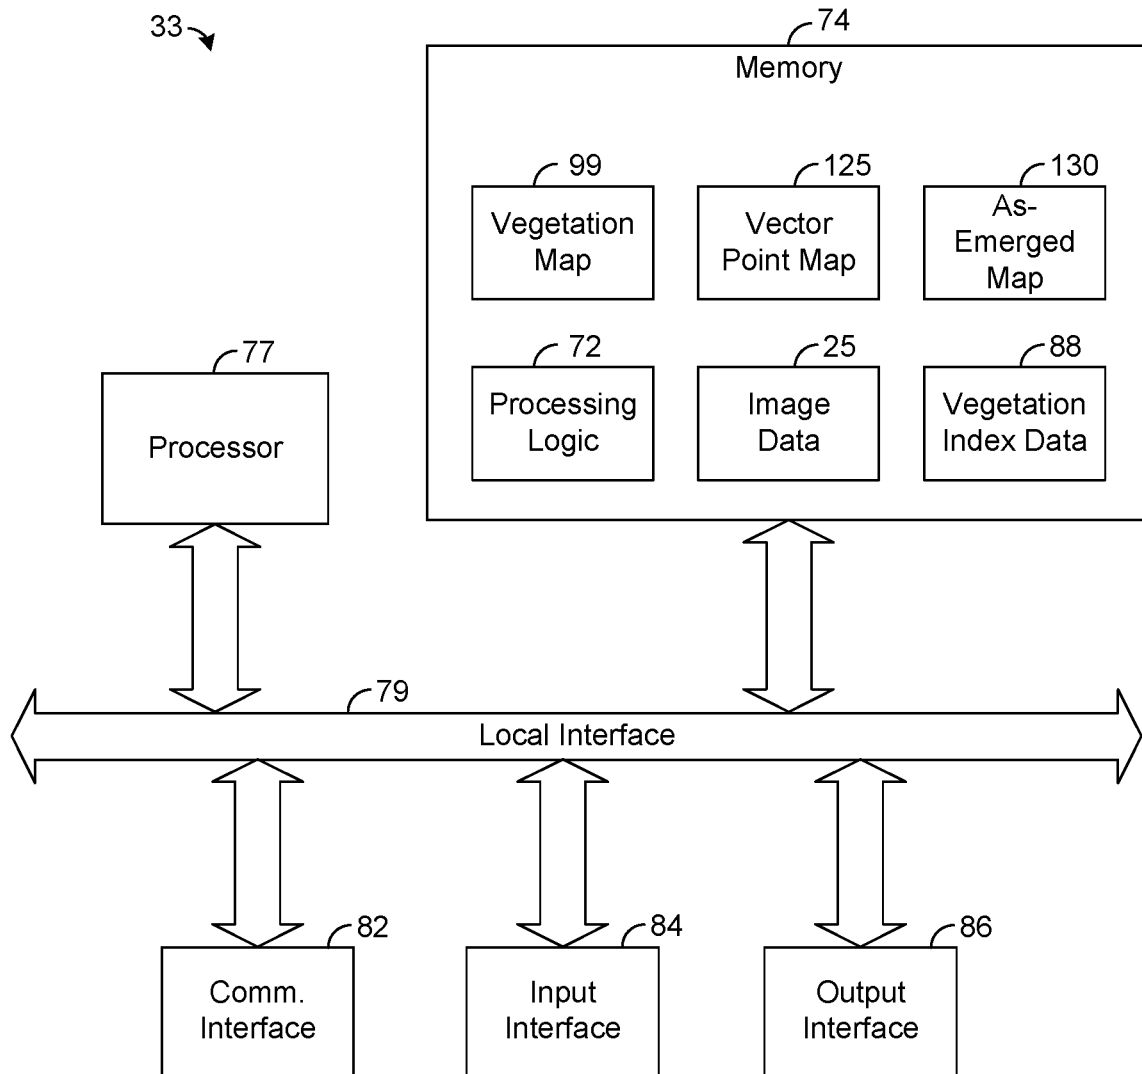 33
74
Memory
99
125
130
Vegetation
Map
Vector
Point Map
As-
Emerged
Map
72
25
88
Processing
Logic
Image
Data
Vegetation
Index Data
77
Processor
79
Local Interface
82
84
86
Comm.
Interface
Input
Interface
Output
Interface